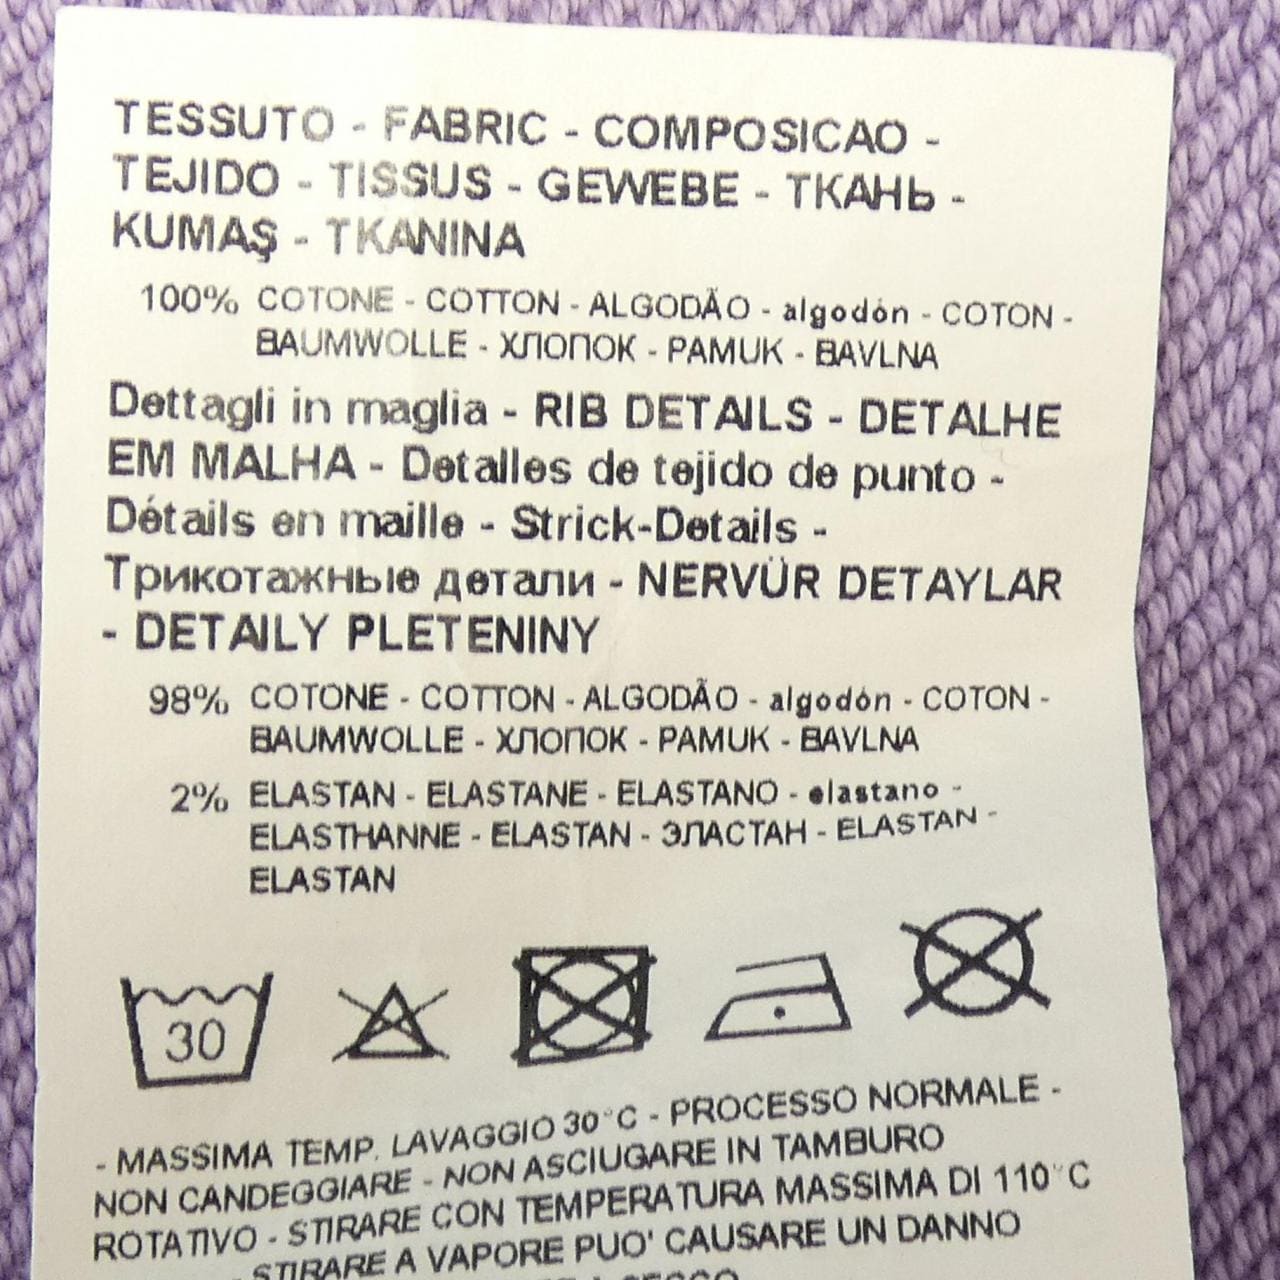 TESSUTO - FABRIC - COMPOSICAO -
TEJIDO - TISSUS - GEWEBE - ТКАНЬ -
KUMAŞ - TKANINA
100% COTONE - COTTON - ALGODÃO - algodón - COTON -
BAUMWOLLE - ХЛОПОК - PAMUK - BAVLNA
Dettagli in maglia - RIB DETAILS - DETALHE
EM MALHA - Detalles de tejido de punto -
Détails en maille - Strick-Details -
Трикотажные детали - NERVÜR DETAYLAR
- DETAILY PLETENINY
98% COTONE - COTTON - ALGODÃO - algodón - COTON -
BAUMWOLLE - ХЛОПОК - PAMUK - BAVLNA
2% ELASTAN - ELASTANE - ELASTANO - elastano -
ELASTHANNE - ELASTAN - ЭЛАСТАН - ELASTAN -
ELASTAN
30
- MASSIMA TEMP. LAVAGGIO 30°C - PROCESSO NORMALE -
NON CANDEGGIARE - NON ASCIUGARE IN TAMBURO
ROTATIVO - STIRARE CON TEMPERATURA MASSIMA DI 110°C
- STIRARE A VAPORE PUO' CAUSARE UN DANNO